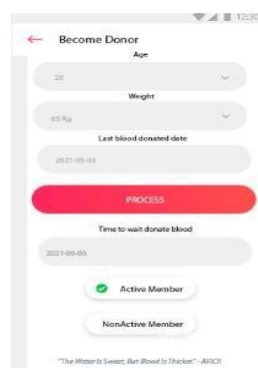 12:30
Become Donor
Age
20
Weight
65 Kg
Last blood donated date
2021-05-03
PROCESS
Time to wait donate blood
2021-08-05
Active Member
NonActive Member
"The Water Is Sweet, But Blood Is Thicker" - AVICII